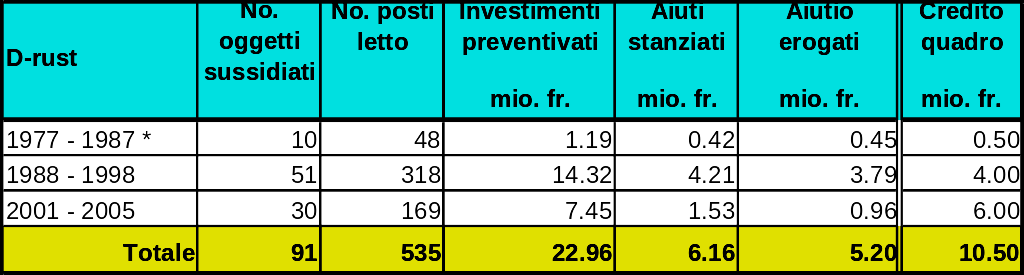 D-rust No. oggetti sussidiati No. posti letto Investimenti preventivati mio. fr. Aiuti stanziati mio. fr. Aiutio erogati mio. fr. Credito quadro mio. fr.
1977 - 1987 * 10 48 1.19 0.42 0.45 0.50
1988 - 1998 51 318 14.32 4.21 3.79 4.00
2001 - 2005 30 169 7.45 1.53 0.96 6.00
Totale 91 535 22.96 6.16 5.20 10.50